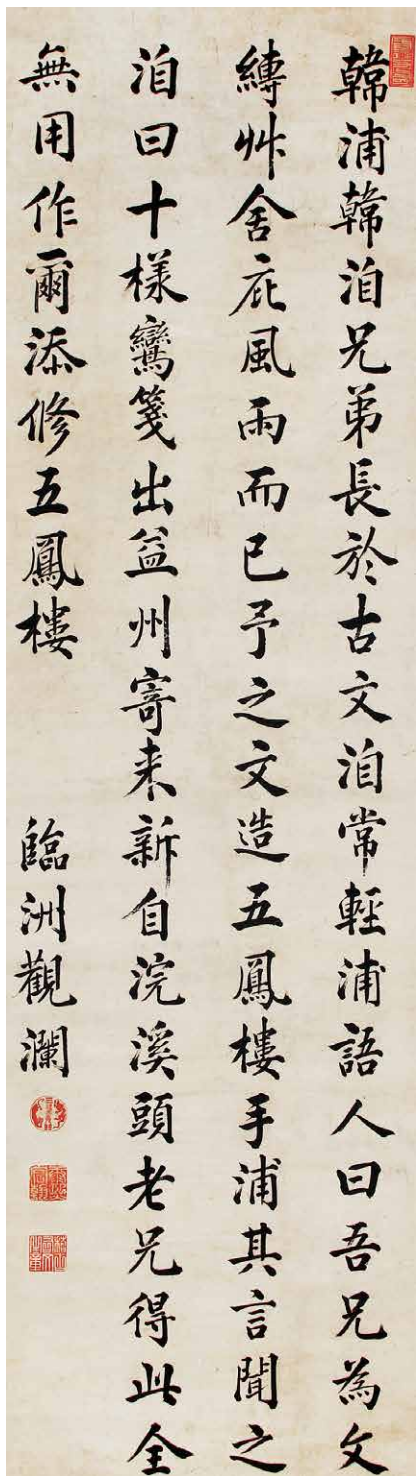 韓浦韓洎兄弟長於古文洎常輕浦語人曰吾兄為文
縛艸舍庇風雨而已予之文造五鳳樓手浦其言聞之
洎曰十樣鸞箋出益州寄来新自浣溪頭老兄得此全
無用作爾添修五鳳樓
臨洲觀瀾